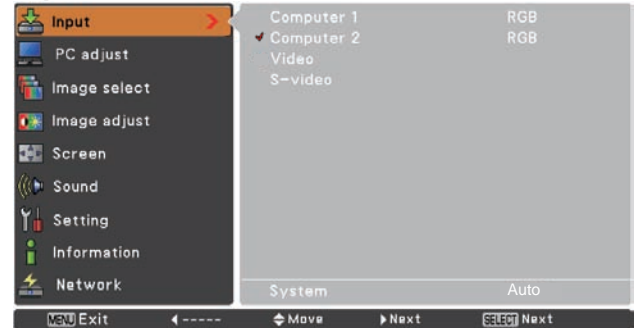 Input
PC adjust
Image select
Image adjust
Screen
Sound
Setting
Information
Network
Computer 1 RGB
Computer 2 RGB
Video
S-video
System Auto
MENU Exit ◀----- Move ▶Next SELECT Next